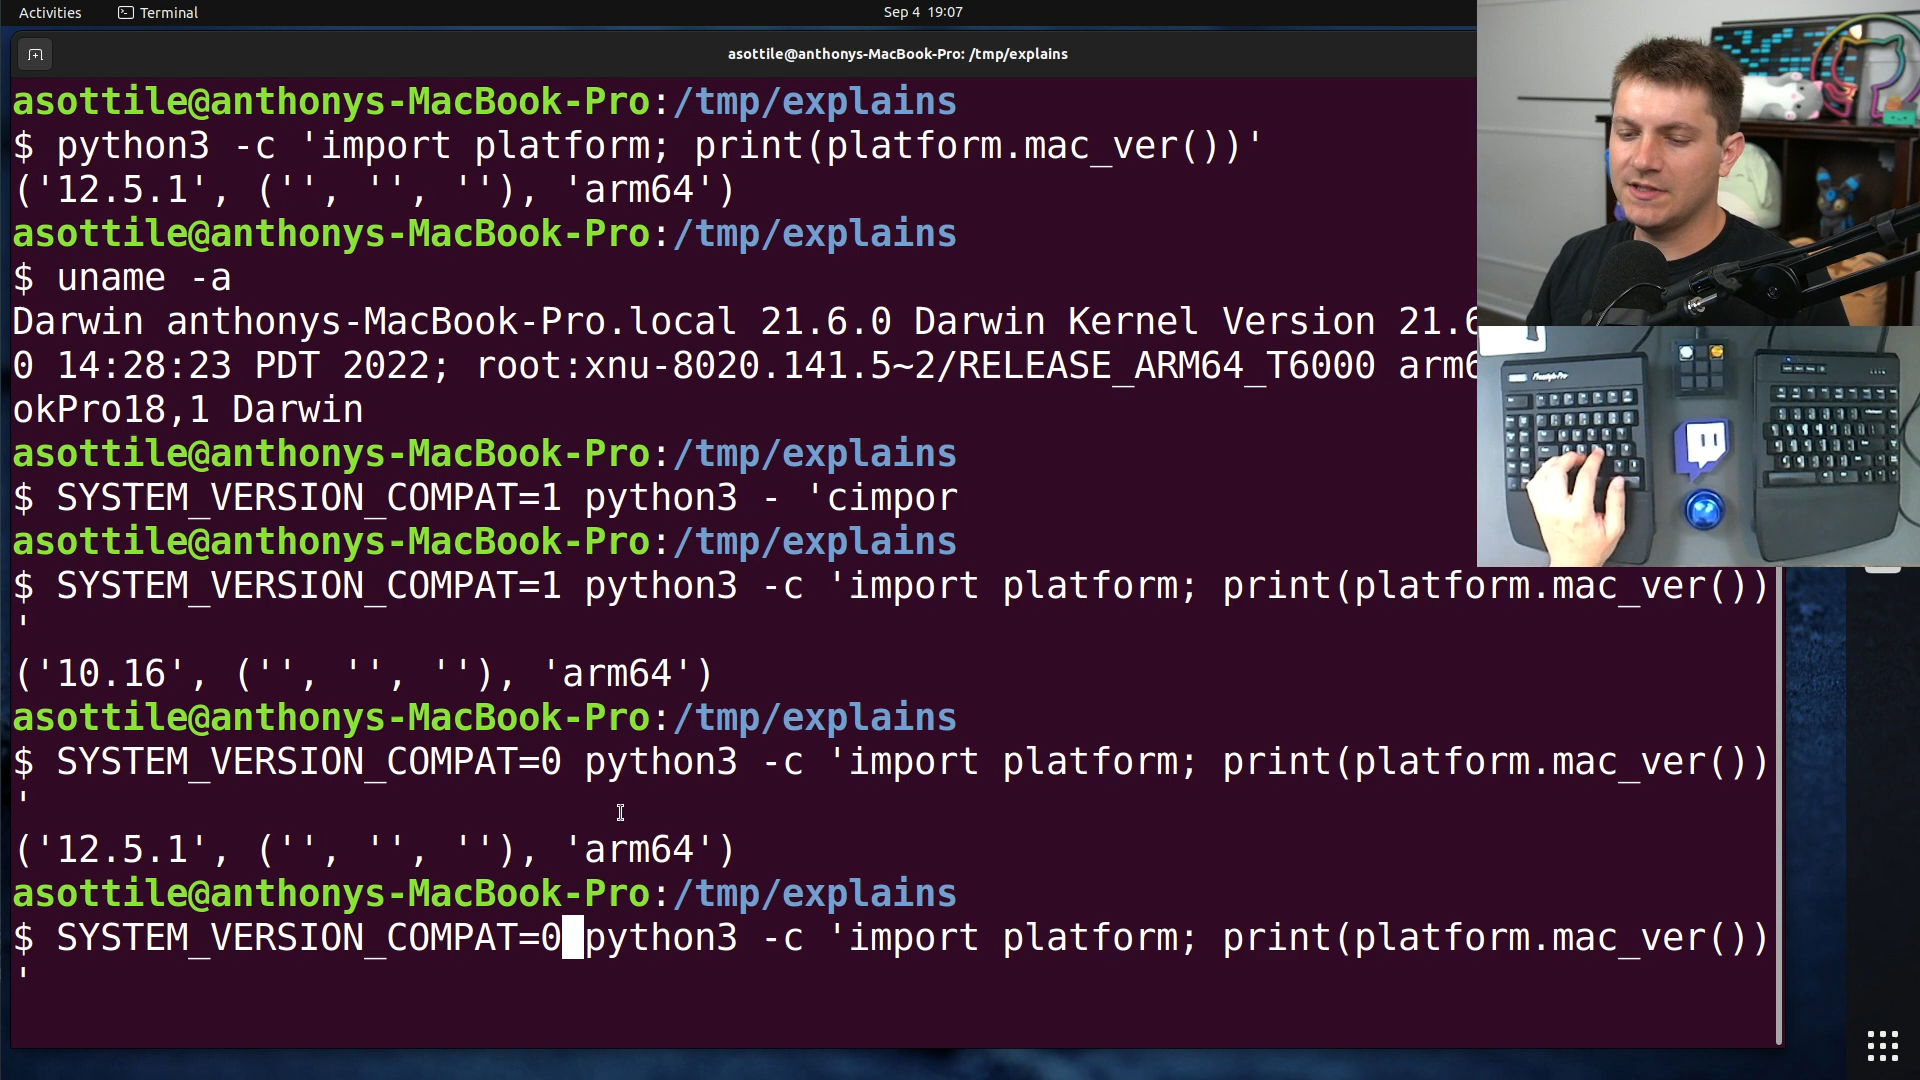 Activities
Terminal
Sep 4 19:07
asottile@anthonys-MacBook-Pro: /tmp/explains
asottile@anthonys-MacBook-Pro:/tmp/explains
$ python3 -c 'import platform; print(platform.mac_ver())'
('12.5.1', ('', '', ''), 'arm64')
asottile@anthonys-MacBook-Pro:/tmp/explains
$ uname -a
Darwin anthonys-MacBook-Pro.local 21.6.0 Darwin Kernel Version 21.6
0 14:28:23 PDT 2022; root:xnu-8020.141.5~2/RELEASE_ARM64_T6000 arm6
okPro18,1 Darwin
asottile@anthonys-MacBook-Pro:/tmp/explains
$ SYSTEM_VERSION_COMPAT=1 python3 - 'cimpor
asottile@anthonys-MacBook-Pro:/tmp/explains
$ SYSTEM_VERSION_COMPAT=1 python3 -c 'import platform; print(platform.mac_ver())
'
('10.16', ('', '', ''), 'arm64')
asottile@anthonys-MacBook-Pro:/tmp/explains
$ SYSTEM_VERSION_COMPAT=0 python3 -c 'import platform; print(platform.mac_ver())
'
('12.5.1', ('', '', ''), 'arm64')
asottile@anthonys-MacBook-Pro:/tmp/explains
$ SYSTEM_VERSION_COMPAT=0 python3 -c 'import platform; print(platform.mac_ver())
'